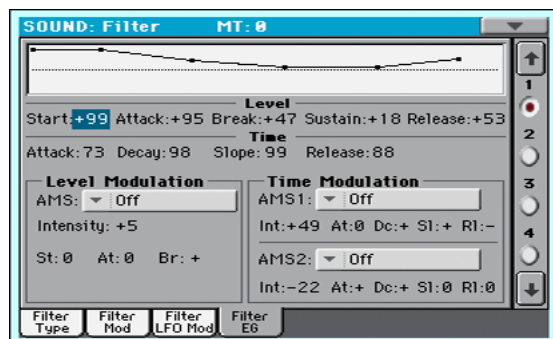 SOUND: Filter MT: 0
Level
Start:+99 Attack:+95 Break:+47 Sustain:+18 Release:+53
Time
Attack:73 Decay:98 Slope:99 Release:88
Level Modulation
AMS: Off
Intensity: +5
St:0 At:0 Br:+
Time Modulation
AMS1: Off
Int:+49 At:0 Dc:+ Sl:+ Rl:-
AMS2: Off
Int:-22 At:+ Dc:+ Sl:0 Rl:0
1
2
3
4
Filter Type
Filter Mod
Filter LFO Mod
Filter EG